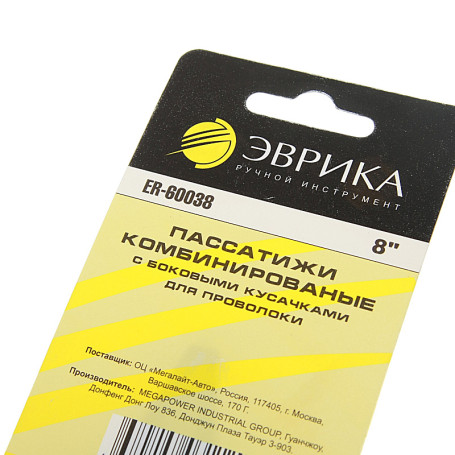 ЭВРИКА
РУЧНОЙ ИНСТРУМЕНТ
ER-60038
8"
ПАССАТИЖИ
КОМБИНИРОВАНЫЕ
С БОКОВЫМИ КУСАЧКАМИ
ДЛЯ ПРОВОЛОКИ
Поставщик: ОЦ «Мегалайт-Авто», Россия, 117405, г. Москва,
Варшавское шоссе, 170 Г.
Производитель: MEGAPOWER INDUSTRIAL GROUP, Гуанчжоу,
Донфенг Донг Лоу 836, Донджун Плаза Тауэр 3-903.